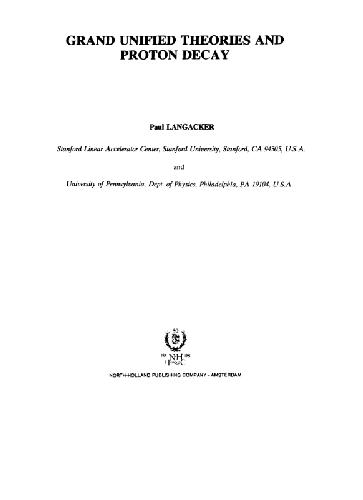 GRAND UNIFIED THEORIES AND
PROTON DECAY
Paul LANGACKER
Stanford Linear Accelerator Center, Stanford University, Stanford, CA 94305, U.S.A.
and
University of Pennsylvania, Dept. of Physics, Philadelphia, PA 19104, U.S.A.
NH
NORTH-HOLLAND PUBLISHING COMPANY - AMSTERDAM